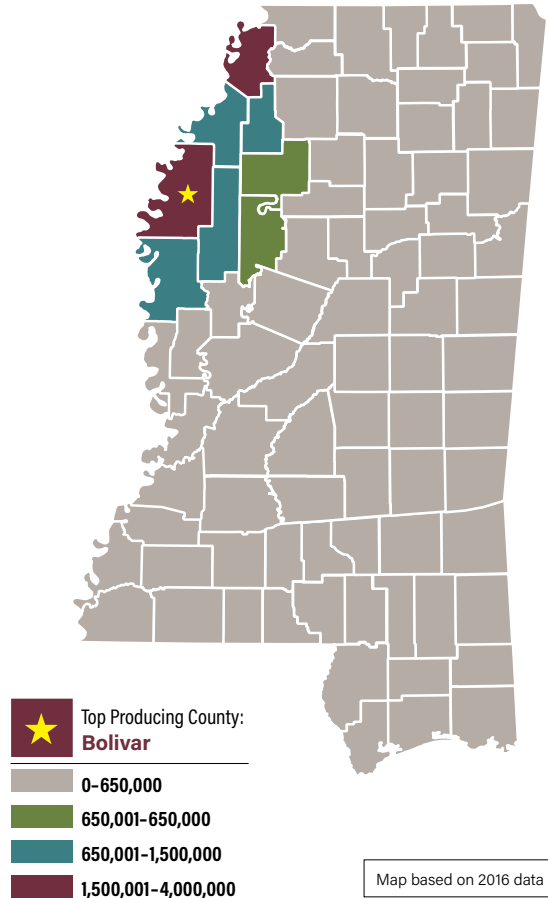 Top Producing County:
Bolivar
0–650,000
650,001–650,000
650,001–1,500,000
1,500,001–4,000,000
Map based on 2016 data